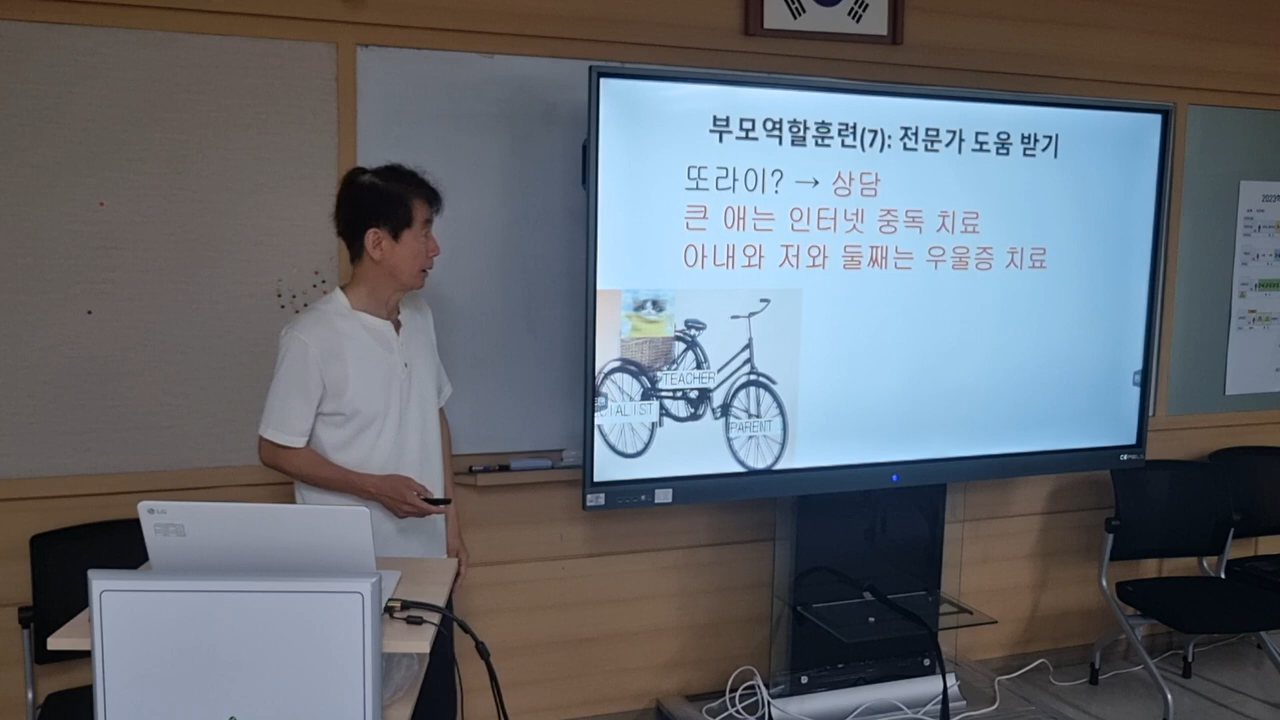 부모역할훈련(7): 전문가 도움 받기
또라이? → 상담
큰 애는 인터넷 중독 치료
아내와 저와 둘째는 우울증 치료
TEACHER
CIALIST
PARENT
LG
2023